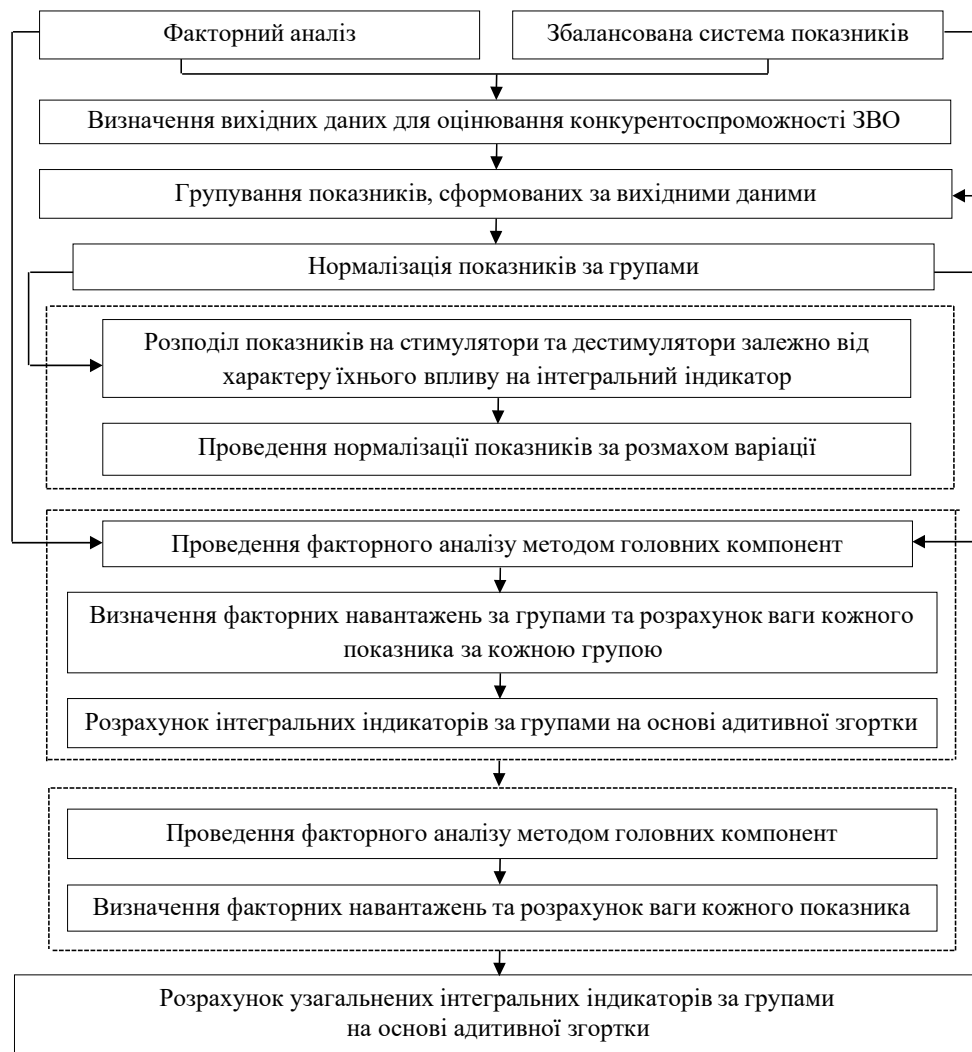 Факторний аналіз
Збалансована система показників
Визначення вихідних даних для оцінювання конкурентоспроможності ЗВО
Групування показників, сформованих за вихідними даними
Нормалізація показників за групами
Розподіл показників на стимулятори та дестимулятори залежно від
характеру їхнього впливу на інтегральний індикатор
Проведення нормалізації показників за розмахом варіації
Проведення факторного аналізу методом головних компонент
Визначення факторних навантажень за групами та розрахунок ваги кожного
показника за кожною групою
Розрахунок інтегральних індикаторів за групами на основі адитивної згортки
Проведення факторного аналізу методом головних компонент
Визначення факторних навантажень та розрахунок ваги кожного показника
Розрахунок узагальнених інтегральних індикаторів за групами
на основі адитивної згортки